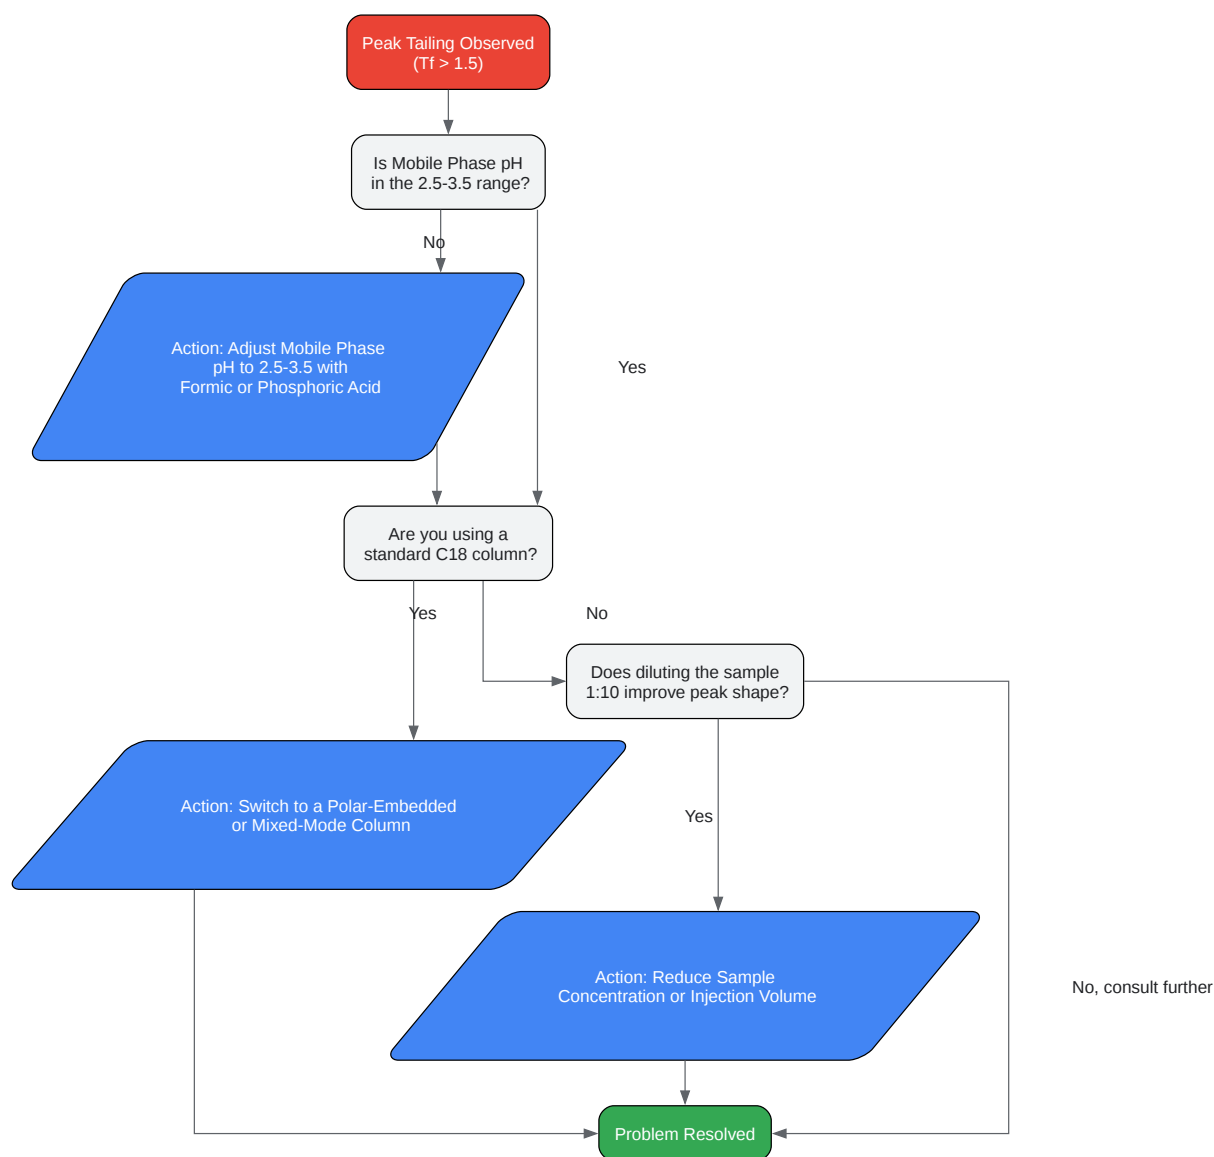 Peak Tailing Observed
(Tf > 1.5)
Is Mobile Phase pH
in the 2.5-3.5 range?
No
Action: Adjust Mobile Phase
pH to 2.5-3.5 with
Formic or Phosphoric Acid
Yes
Are you using a
standard C18 column?
Yes
No
Does diluting the sample
1:10 improve peak shape?
Action: Switch to a Polar-Embedded
or Mixed-Mode Column
Yes
Action: Reduce Sample
Concentration or Injection Volume
No, consult further
Problem Resolved